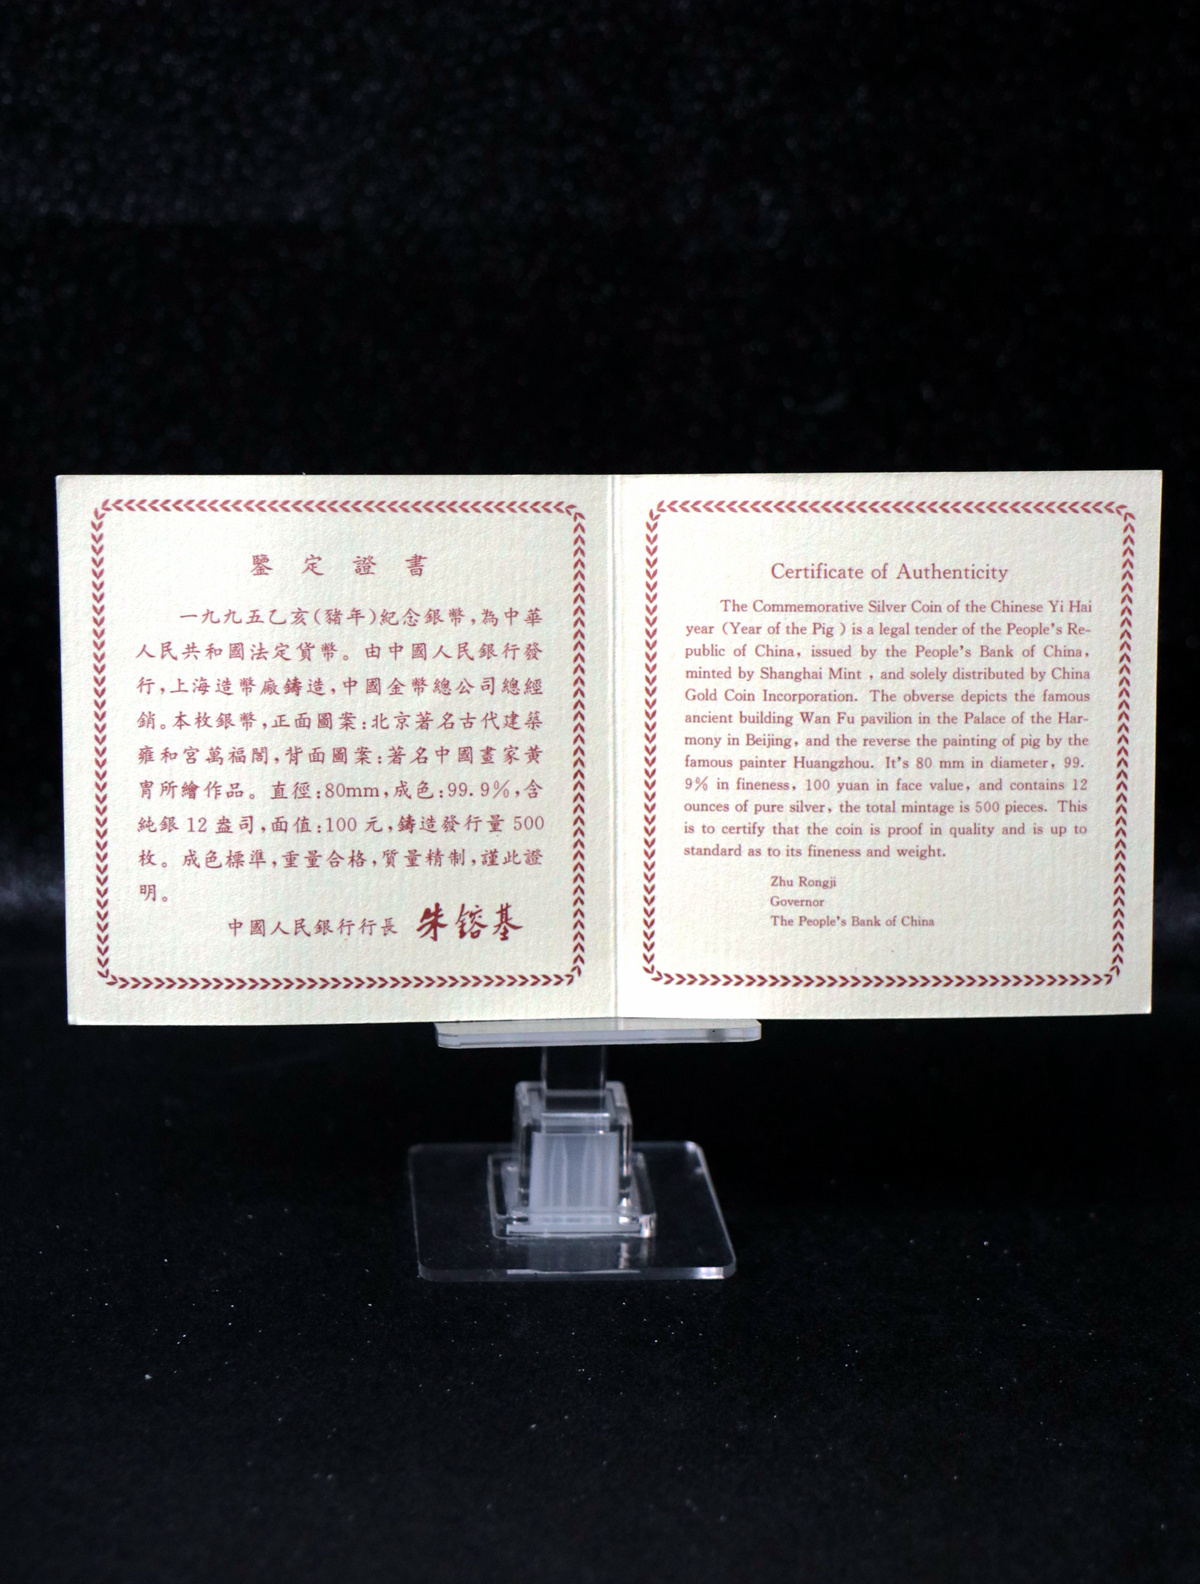 鑒定證書
一九九五乙亥(豬年)紀念銀幣,為中華
人民共和國法定貨幣。由中國人民銀行發
行,上海造幣廠鑄造,中國金幣總公司總經
銷。本枚銀幣,正面圖案:北京著名古代建築
雍和宮萬福閣,背面圖案:著名中國畫家黃
胄所繪作品。直徑:80mm,成色:99.9%,含
純銀12盎司,面值:100元,鑄造發行量500
枚。成色標準,重量合格,質量精制,謹此證
明。
中國人民銀行行長 朱鎔基
Certificate of Authenticity
The Commemorative Silver Coin of the Chinese Yi Hai
year (Year of the Pig ) is a legal tender of the People's Re-
public of China, issued by the People's Bank of China,
minted by Shanghai Mint , and solely distributed by China
Gold Coin Incorporation. The obverse depicts the famous
ancient building Wan Fu pavilion in the Palace of the Har-
mony in Beijing, and the reverse the painting of pig by the
famous painter Huangzhou. It's 80 mm in diameter, 99.
9% in fineness, 100 yuan in face value, and contains 12
ounces of pure silver, the total mintage is 500 pieces. This
is to certify that the coin is proof in quality and is up to
standard as to its fineness and weight.
Zhu Rongji
Governor
The People's Bank of China